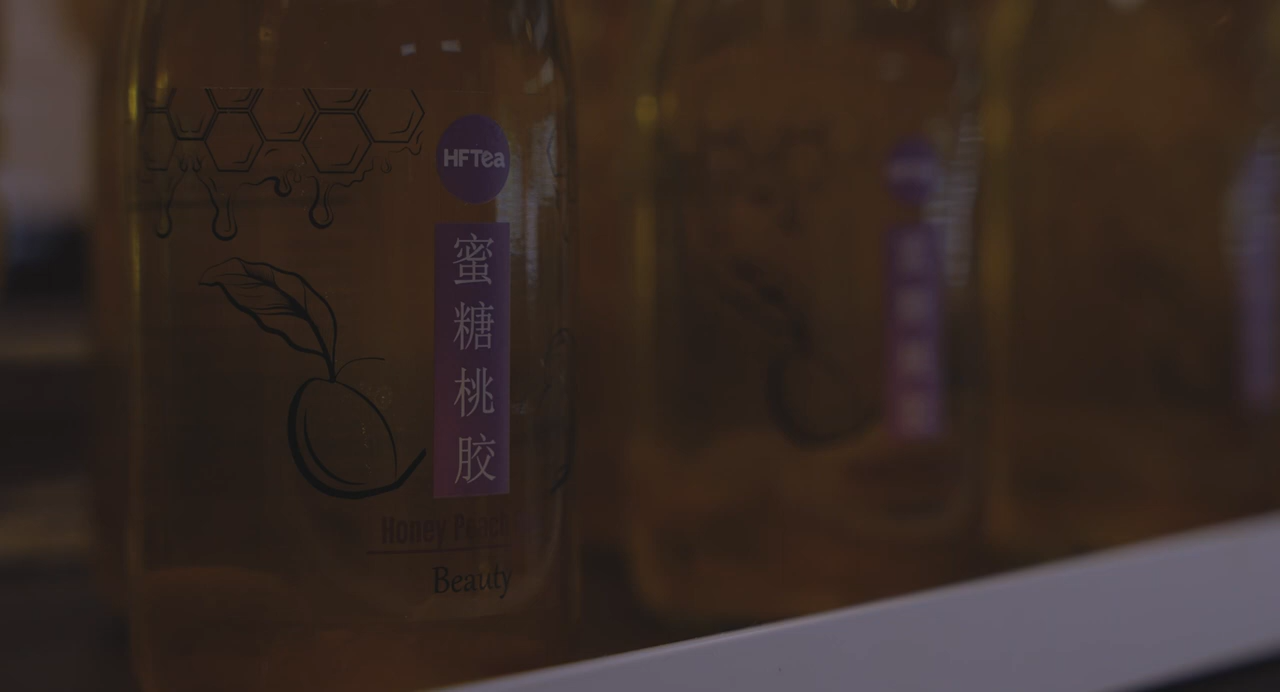 HFTea
蜜糖桃胶
Honey Peach
Beauty